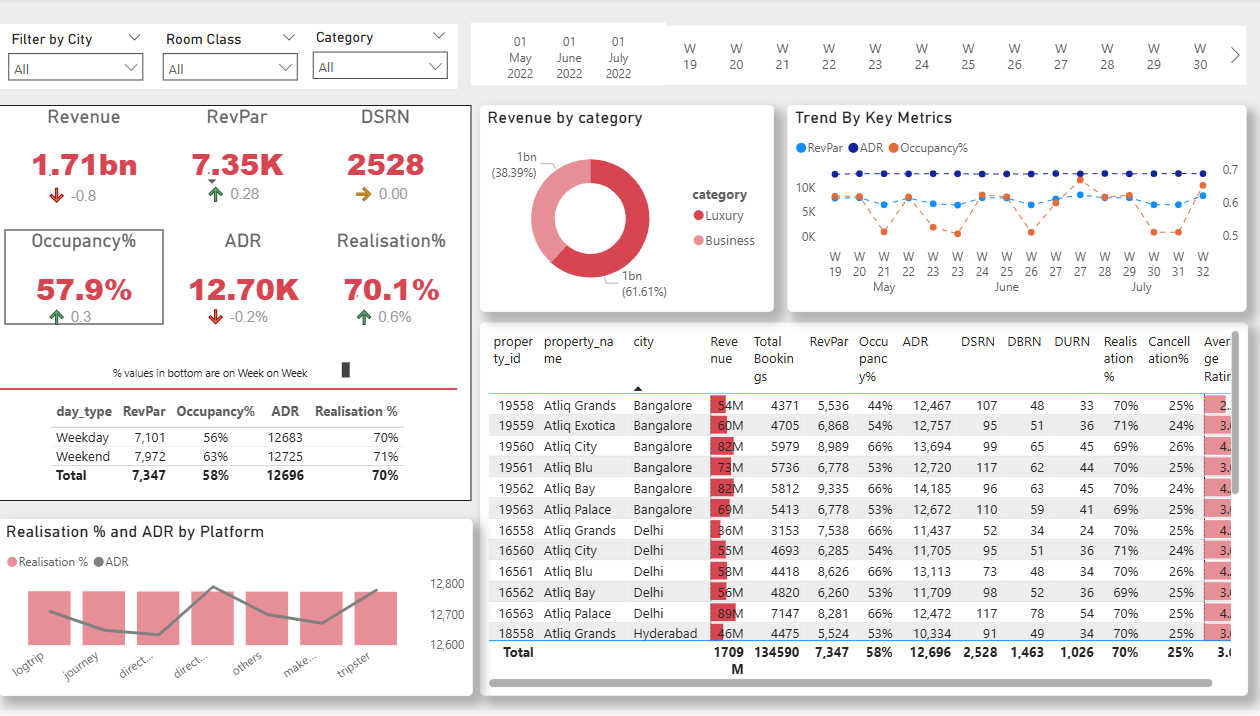 Filter by City
Room Class
Category
All
All
All
01 May 2022
01 June 2022
01 July 2022
W 19 W 20 W 21 W 22 W 23 W 24 W 25 W 26 W 27 W 28 W 29 W 30
Revenue RevPar DSRN
1.71bn 7.35K 2528
-0.8 0.28 0.00
Occupancy% ADR Realisation%
57.9% 12.70K 70.1%
0.3 -0.2% 0.6%
% values in bottom are on Week on Week
day_type RevPar Occupancy% ADR Realisation %
Weekday 7,101 56% 12683 70%
Weekend 7,972 63% 12725 71%
Total 7,347 58% 12696 70%
Revenue by category
1bn
(38.39%)
category
Luxury
Business
1bn
(61.61%)
Trend By Key Metrics
RevPar ADR Occupancy%
10K
5K
0K
0.7
0.6
0.5
W 19 W 20 W 21 W 22 W 23 W 23 W 24 W 25 W 26 W 27 W 27 W 28 W 29 W 30 W 31 W 32
May June July
Realisation % and ADR by Platform
Realisation % ADR
12,800
12,700
12,600
logtrip journey direct... direct... others make... tripster
property_id property_name city Revenue Total Bookings RevPar Occupancy% ADR DSRN DBRN DURN Realisation % Cancellation%
19558 Atliq Grands Bangalore 54M 4371 5,536 44% 12,467 107 48 33 70% 25% 2.
19559 Atliq Exotica Bangalore 60M 4705 6,868 54% 12,757 95 51 36 71% 24% 3.
19560 Atliq City Bangalore 82M 5979 8,989 66% 13,694 99 65 45 69% 26% 4.
19561 Atliq Blu Bangalore 73M 5736 6,778 53% 12,720 117 62 44 70% 25% 3.
19562 Atliq Bay Bangalore 82M 5812 9,335 66% 14,185 96 63 45 70% 24% 4.
19563 Atliq Palace Bangalore 69M 5413 6,778 53% 12,672 110 59 41 69% 25% 3.
16558 Atliq Grands Delhi 36M 3153 7,538 66% 11,437 52 34 24 70% 25% 4.
16560 Atliq City Delhi 55M 4693 6,285 54% 11,705 95 51 36 71% 24% 3.
16561 Atliq Blu Delhi 58M 4418 8,626 66% 13,113 73 48 34 70% 26% 4.
16562 Atliq Bay Delhi 56M 4820 6,260 53% 11,709 98 52 36 69% 25% 3.
16563 Atliq Palace Delhi 89M 7147 8,281 66% 12,472 117 78 54 70% 25% 4.
18558 Atliq Grands Hyderabad 46M 4475 5,524 53% 10,334 91 49 34 70% 25% 3.
Total 1709M 134590 7,347 58% 12,696 2,528 1,463 1,026 70% 25% 3.